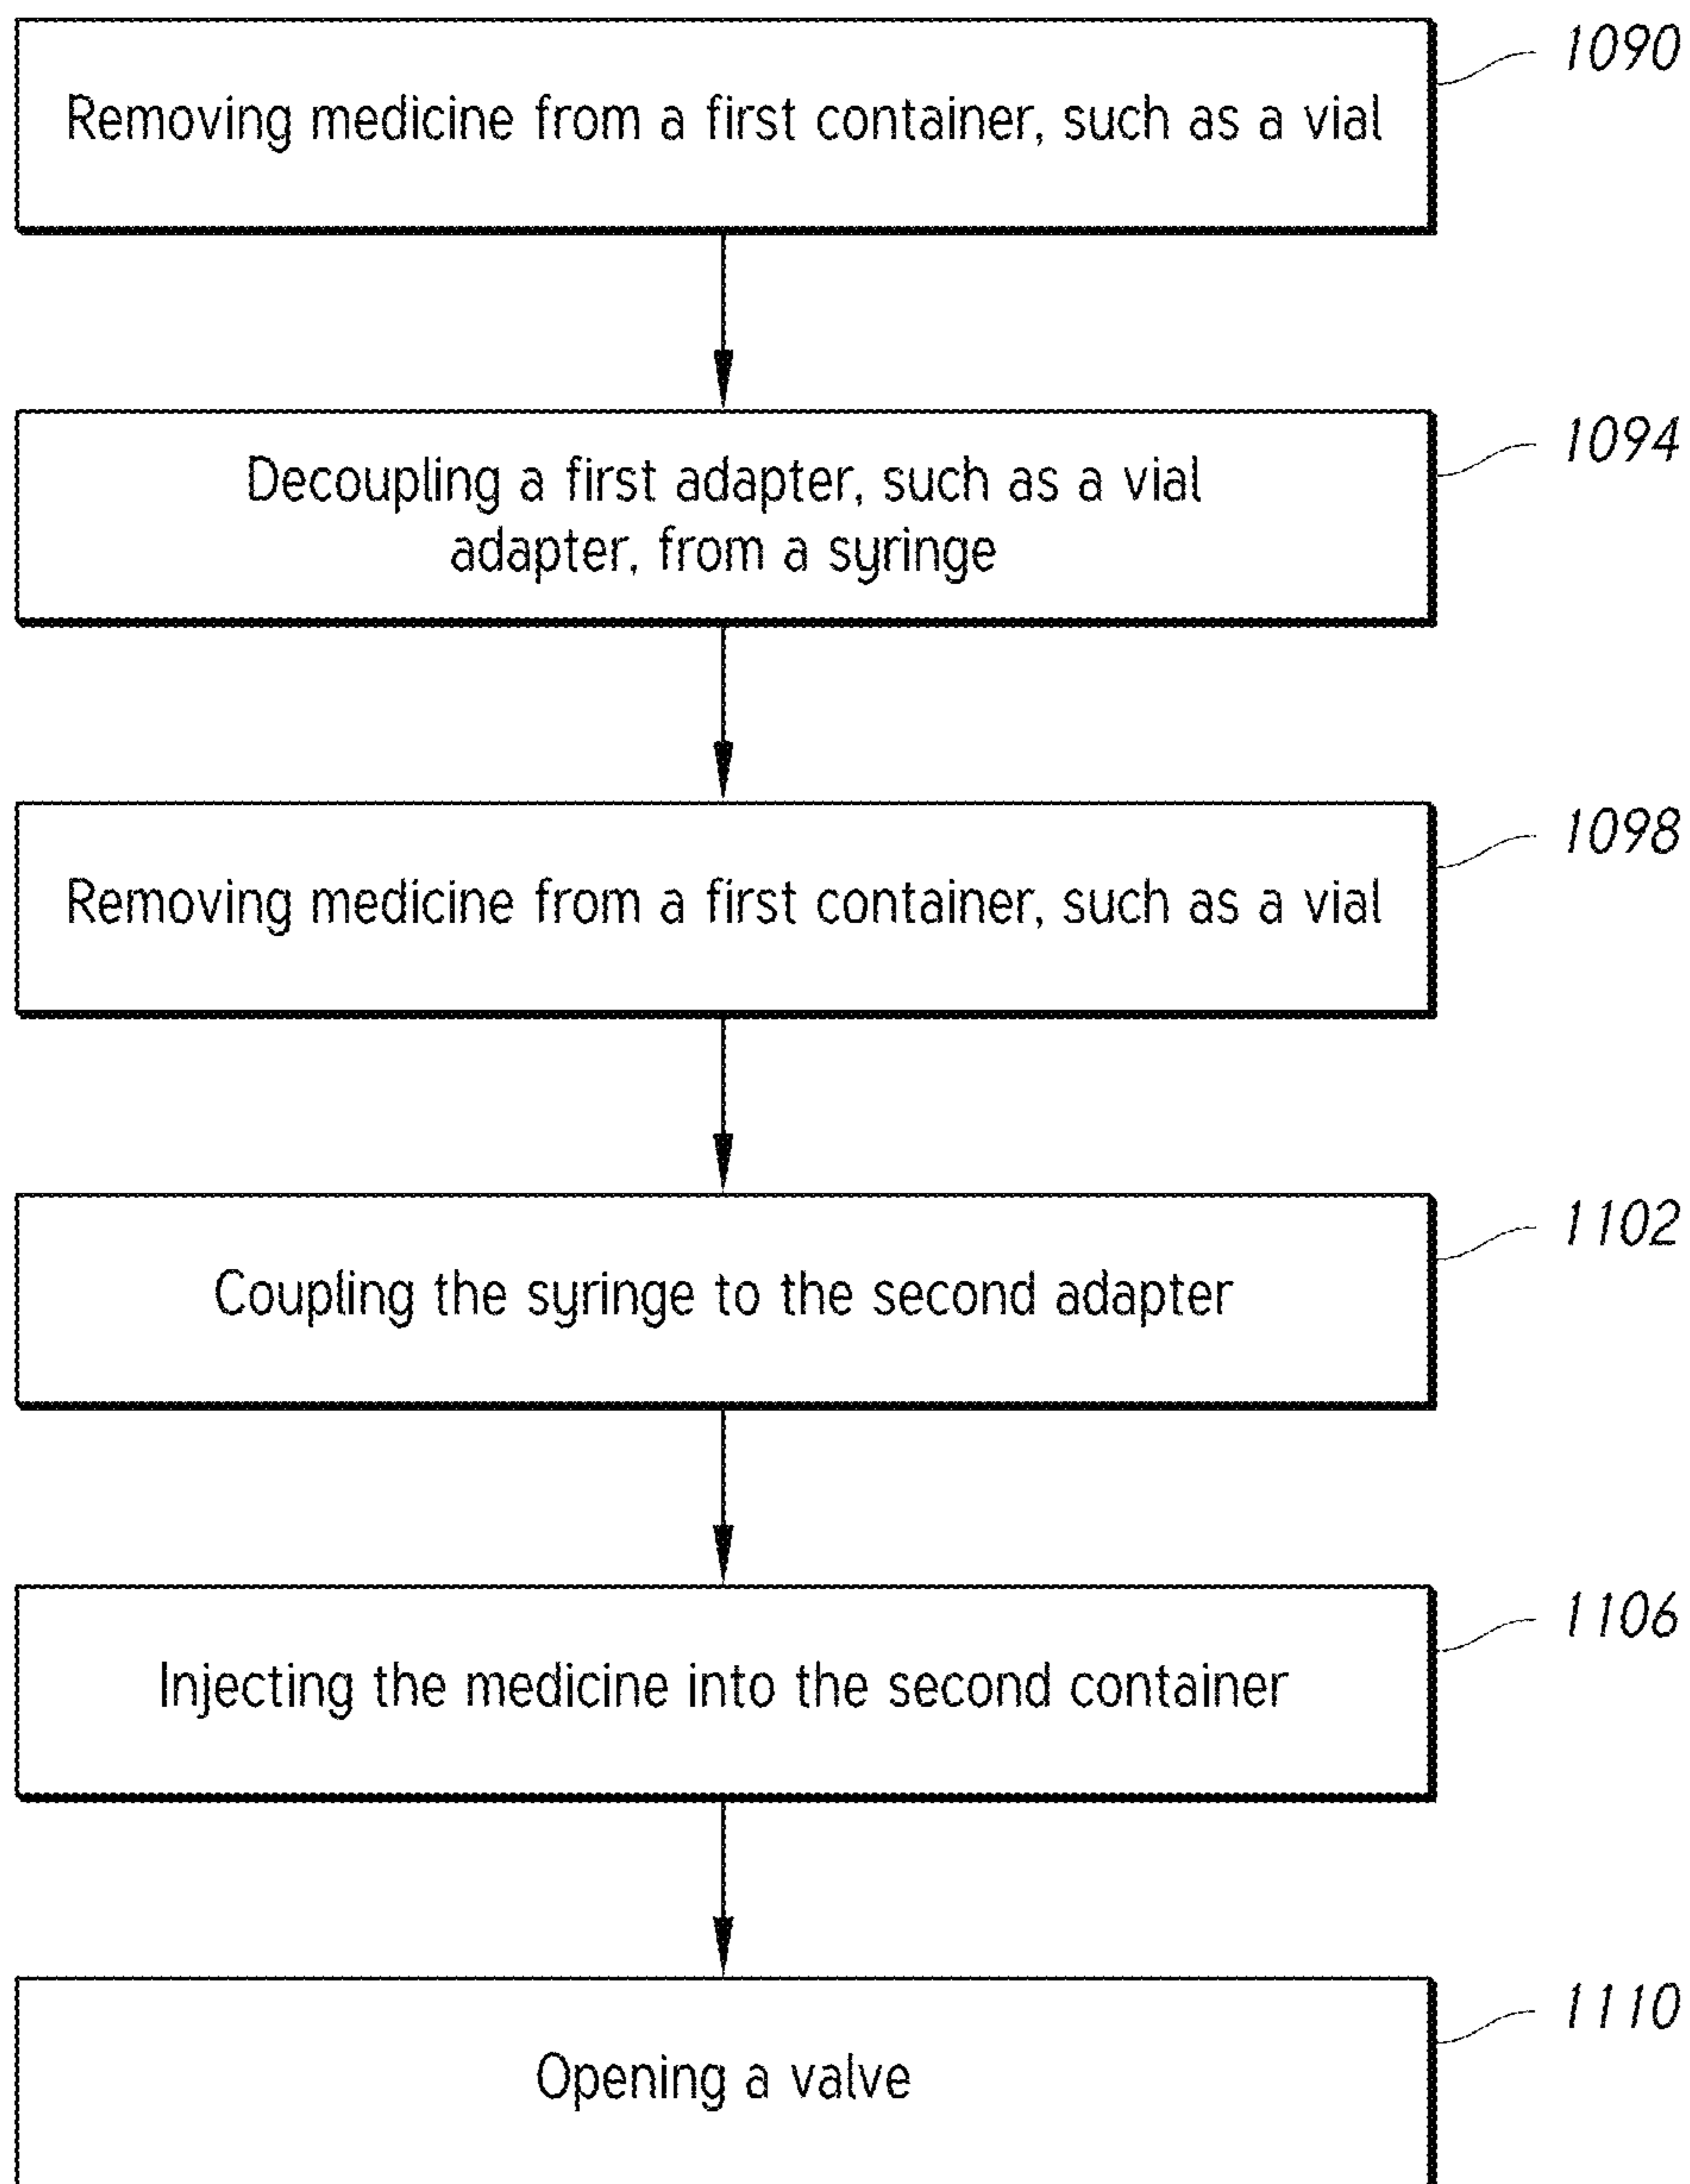 Removing medicine from a first container, such as a vial
1090
Decoupling a first adapter, such as a vial
adapter, from a syringe
1094
Removing medicine from a first container, such as a vial
1098
Coupling the syringe to the second adapter
1102
Injecting the medicine into the second container
1106
Opening a valve
1110